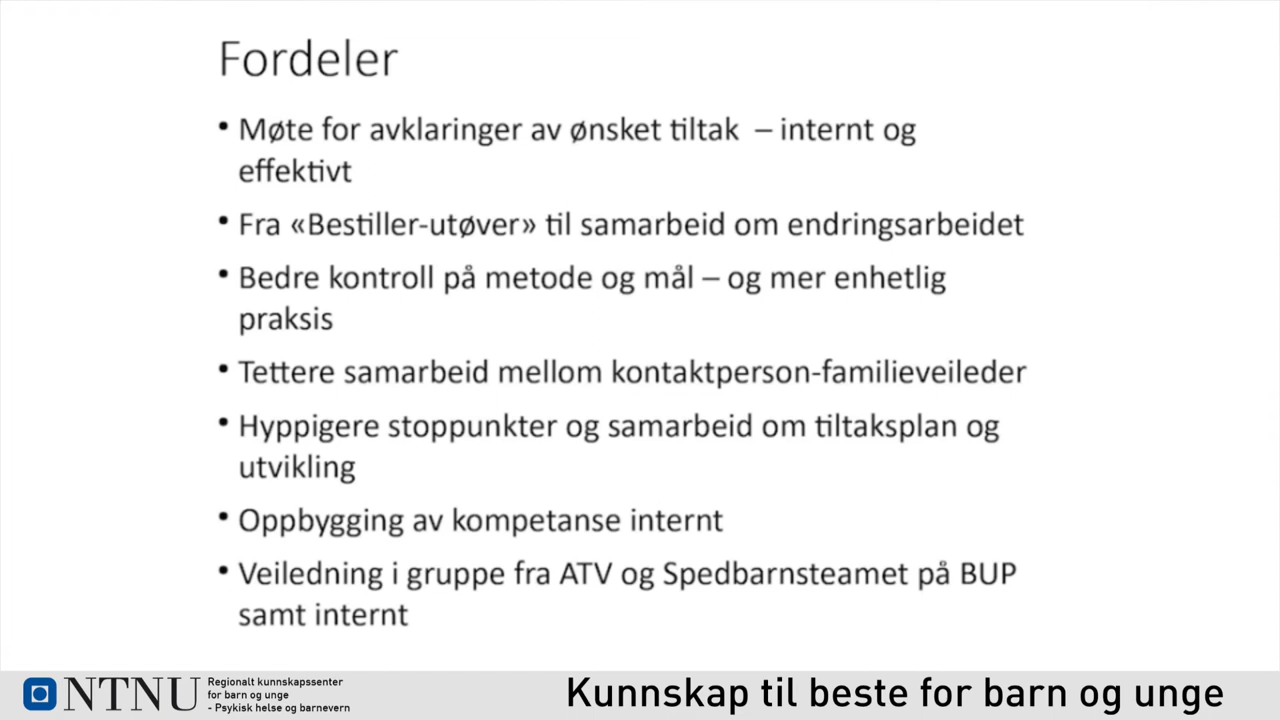 Fordeler
• Møte for avklaringer av ønsket tiltak – internt og
effektivt
• Fra «Bestiller-utøver» til samarbeid om endringsarbeidet
• Bedre kontroll på metode og mål – og mer enhetlig
praksis
• Tettere samarbeid mellom kontaktperson-familieveileder
• Hyppigere stoppunkter og samarbeid om tiltaksplan og
utvikling
• Oppbygging av kompetanse internt
• Veiledning i gruppe fra ATV og Spedbarnsteamet på BUP
samt internt
NTNU
Regionalt kunnskapssenter
for barn og unge
- Psykisk helse og barnevern
Kunnskap til beste for barn og unge